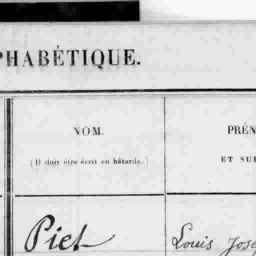 PHABÉTIQUE.
NOM. PRÉN
(Il doit être écrit en bâtarde.) ET SU
Piet Louis Jose